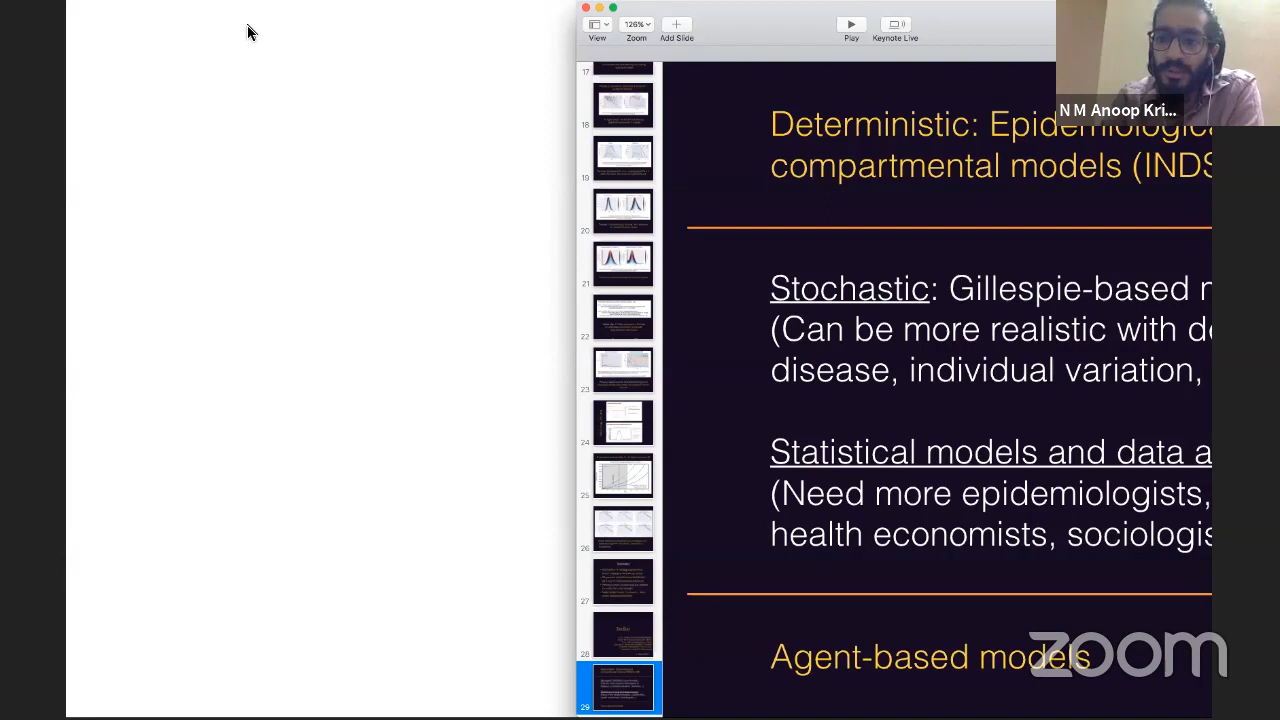 126%
View
Zoom
Add Slide
Play
Keynote Live
N M Anoop Kri...
17
18
19
20
21
22
23
24
25
26
27
28
29
Deterministic: Epidemiologica
compartmental models (INDS
Stochastic: Gillespie-based
(Can be more realistic with de
disease, individual variation,
Statistical models and data a
(Need more epidemiologists,
health economists, sociologis
Agent-based models
zoom